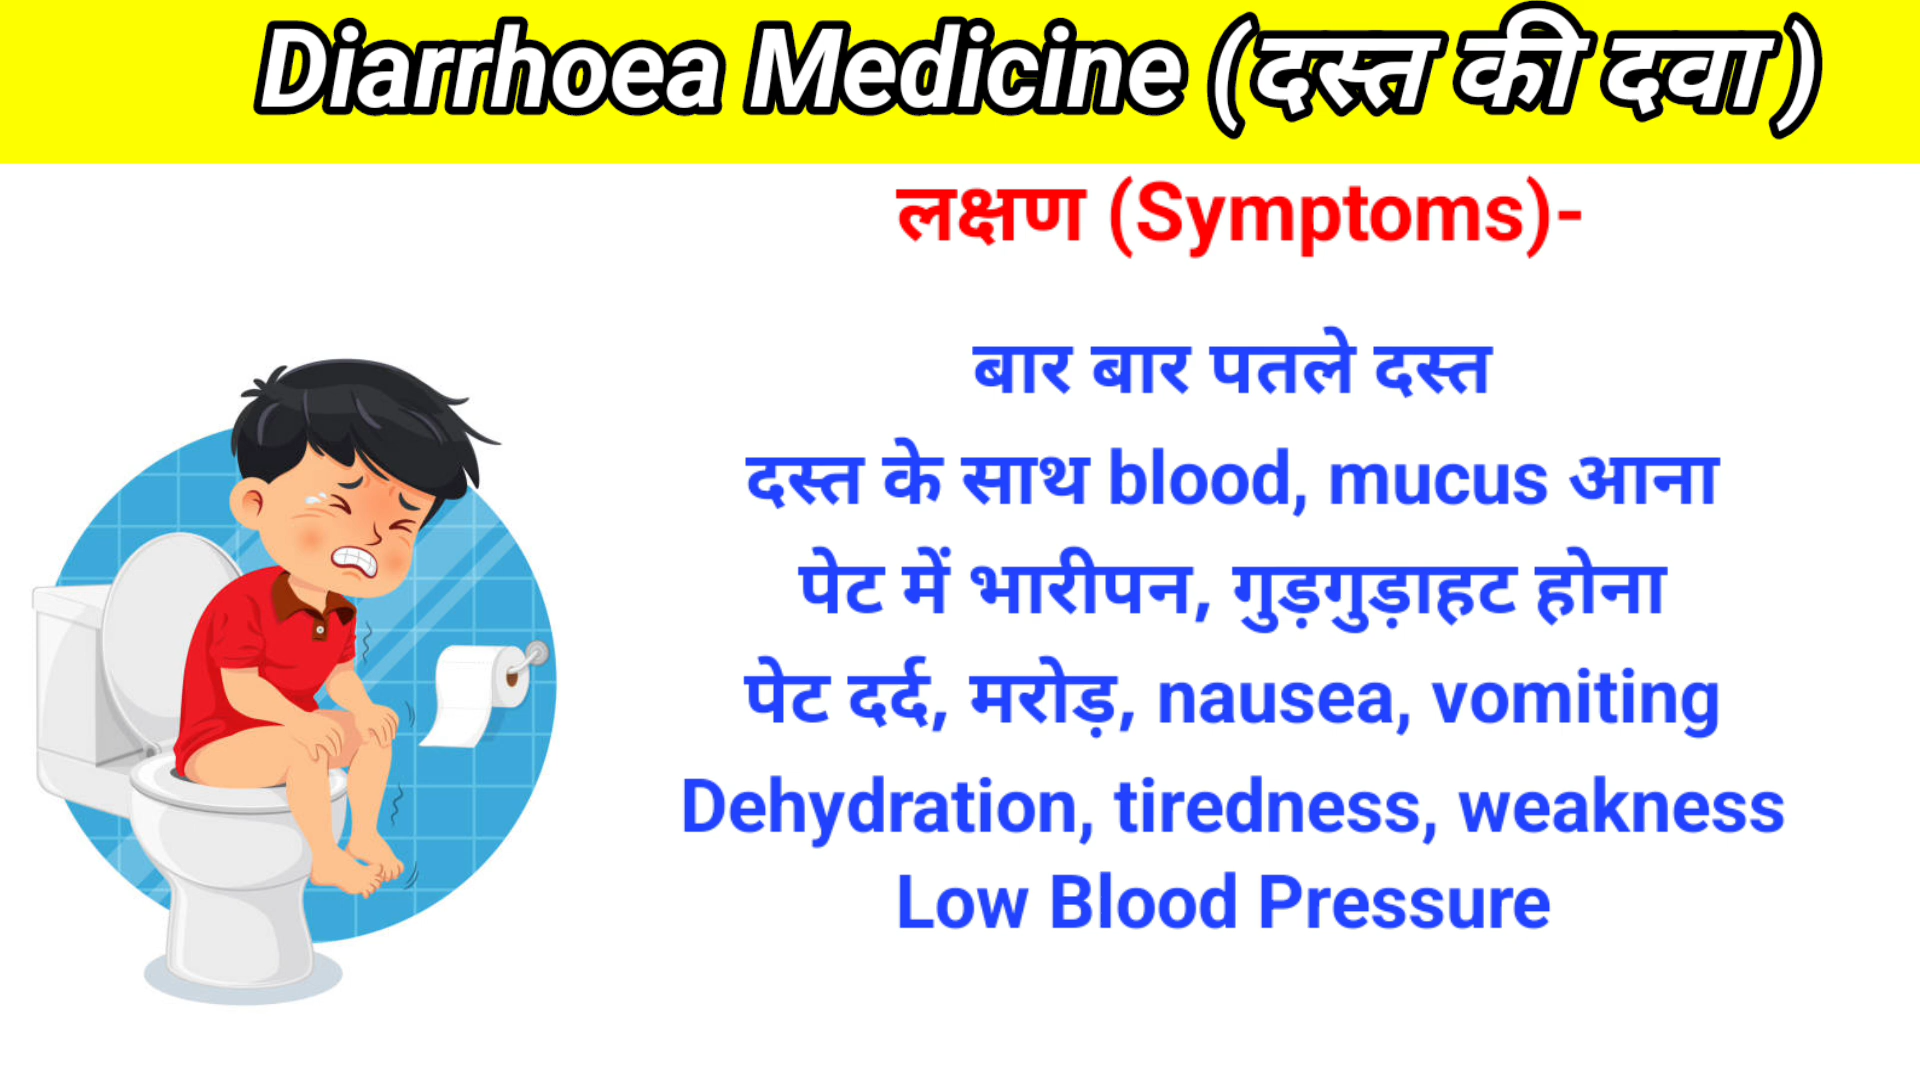 Diarrhoea Medicine (दस्त की दवा)
लक्षण (Symptoms)-
बार बार पतले दस्त
दस्त के साथ blood, mucus आना
पेट में भारीपन, गुड़गुड़ाहट होना
पेट दर्द, मरोड़, nausea, vomiting
Dehydration, tiredness, weakness
Low Blood Pressure